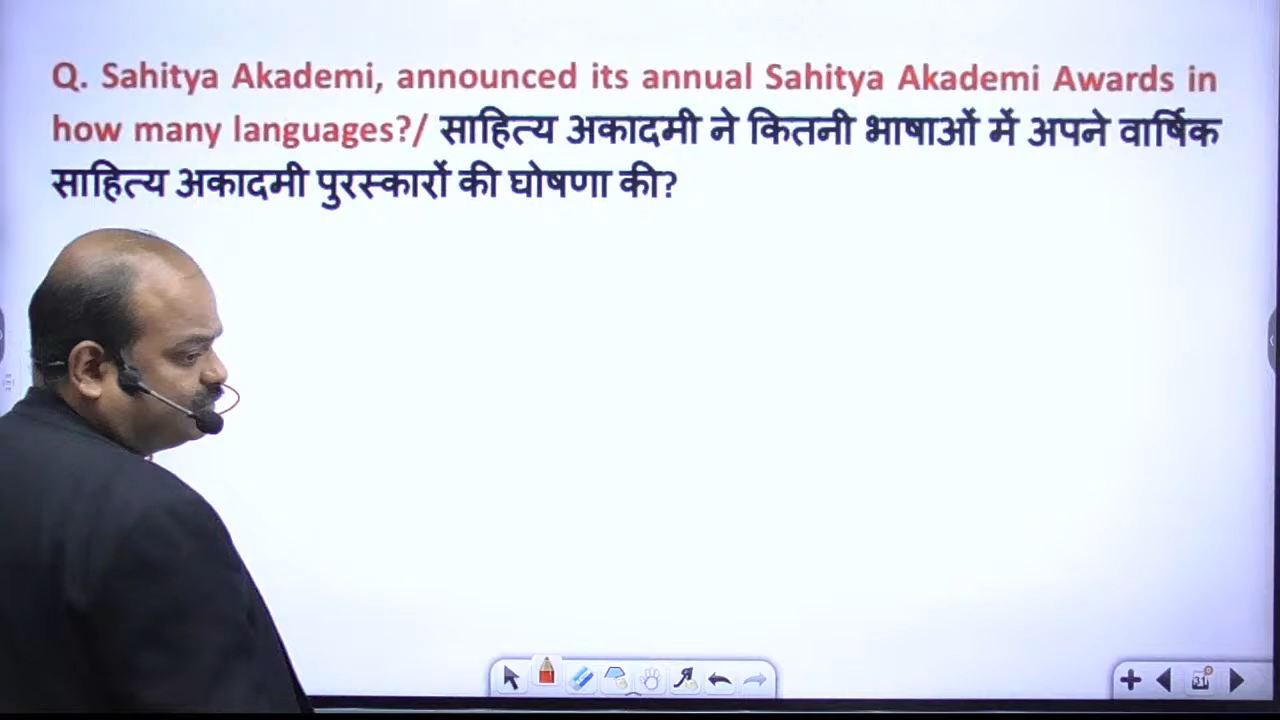 Q. Sahitya Akademi, announced its annual Sahitya Akademi Awards in
how many languages?/ साहित्य अकादमी ने कितनी भाषाओं में अपने वार्षिक
साहित्य अकादमी पुरस्कारों की घोषणा की?